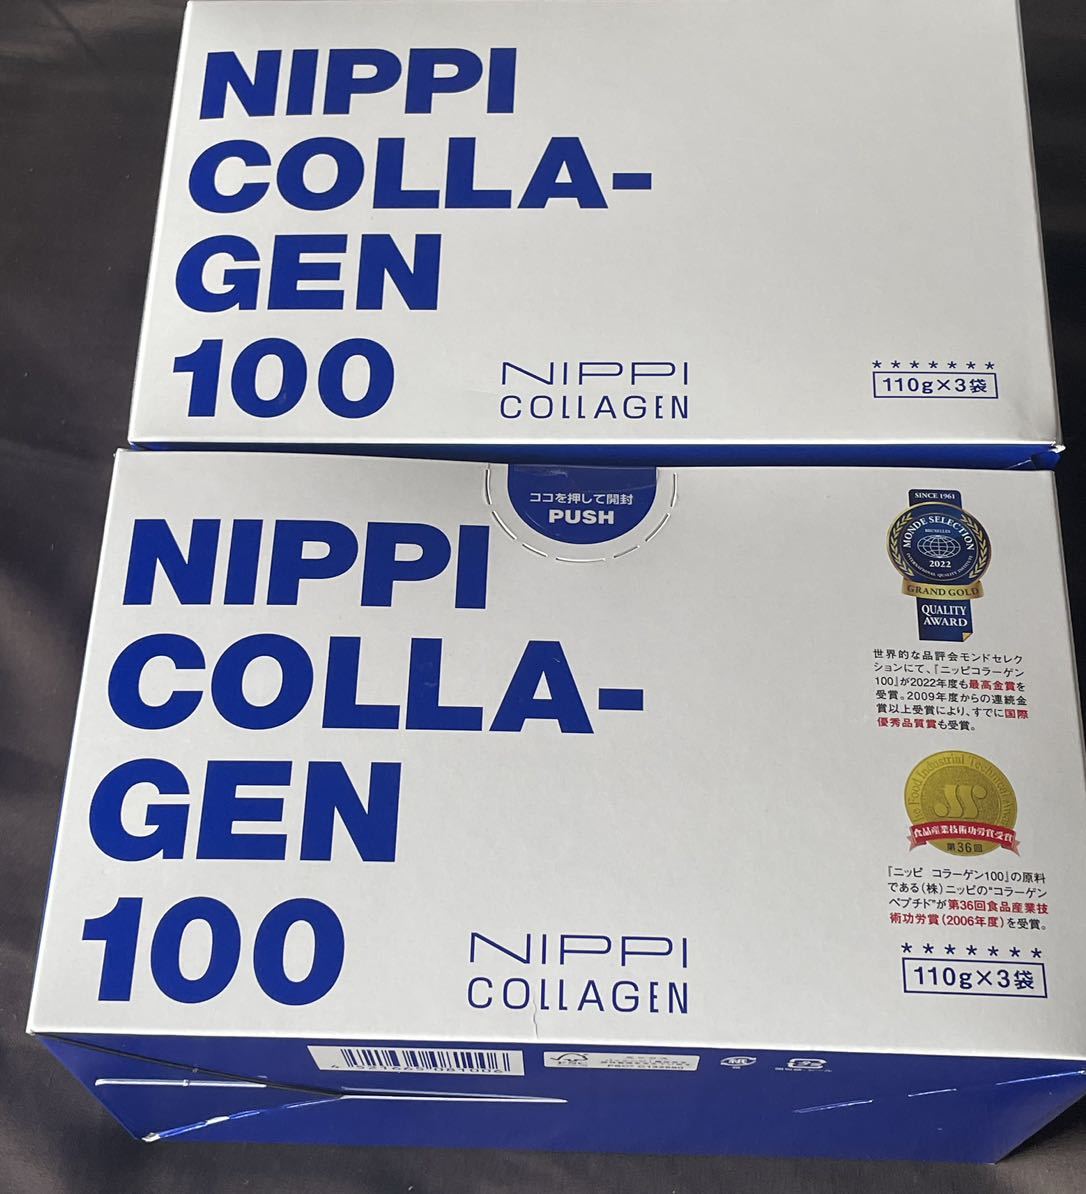 NIPPI
COLLA-
GEN
100
NIPPI
COLLAGEN
*******
110g×3袋
ココを押して開封
PUSH
NIPPI
COLLA-
GEN
100
NIPPI
COLLAGEN
SINCE 1961
MONDE SELECTION
BRUXELLES
2022
INTERNATIONAL QUALITY INSTITUTE
GRAND GOLD
QUALITY
AWARD
世界的な品評会モンドセレク
ションにて、『ニッピコラーゲン
100』が2022年度も最高金賞を
受賞。2009年度からの連続金
賞以上受賞により、すでに国際
優秀品質賞も受賞。
Food Industrial Technical
食品産業技術功労賞受賞
第36回
『ニッピ コラーゲン100』の原料
である(株)ニッピの"コラーゲン
ペプチド"が第36回食品産業技
術功労賞(2006年度)を受賞。
*******
110g×3袋
FSC
紙